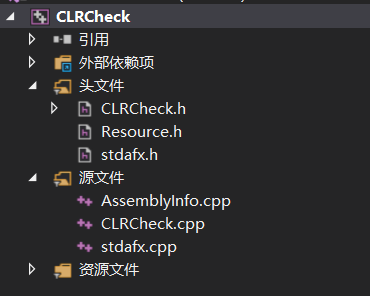 CLRCheck
引用
外部依赖项
头文件
CLRCheck.h
Resource.h
stdafx.h
源文件
AssemblyInfo.cpp
CLRCheck.cpp
stdafx.cpp
资源文件